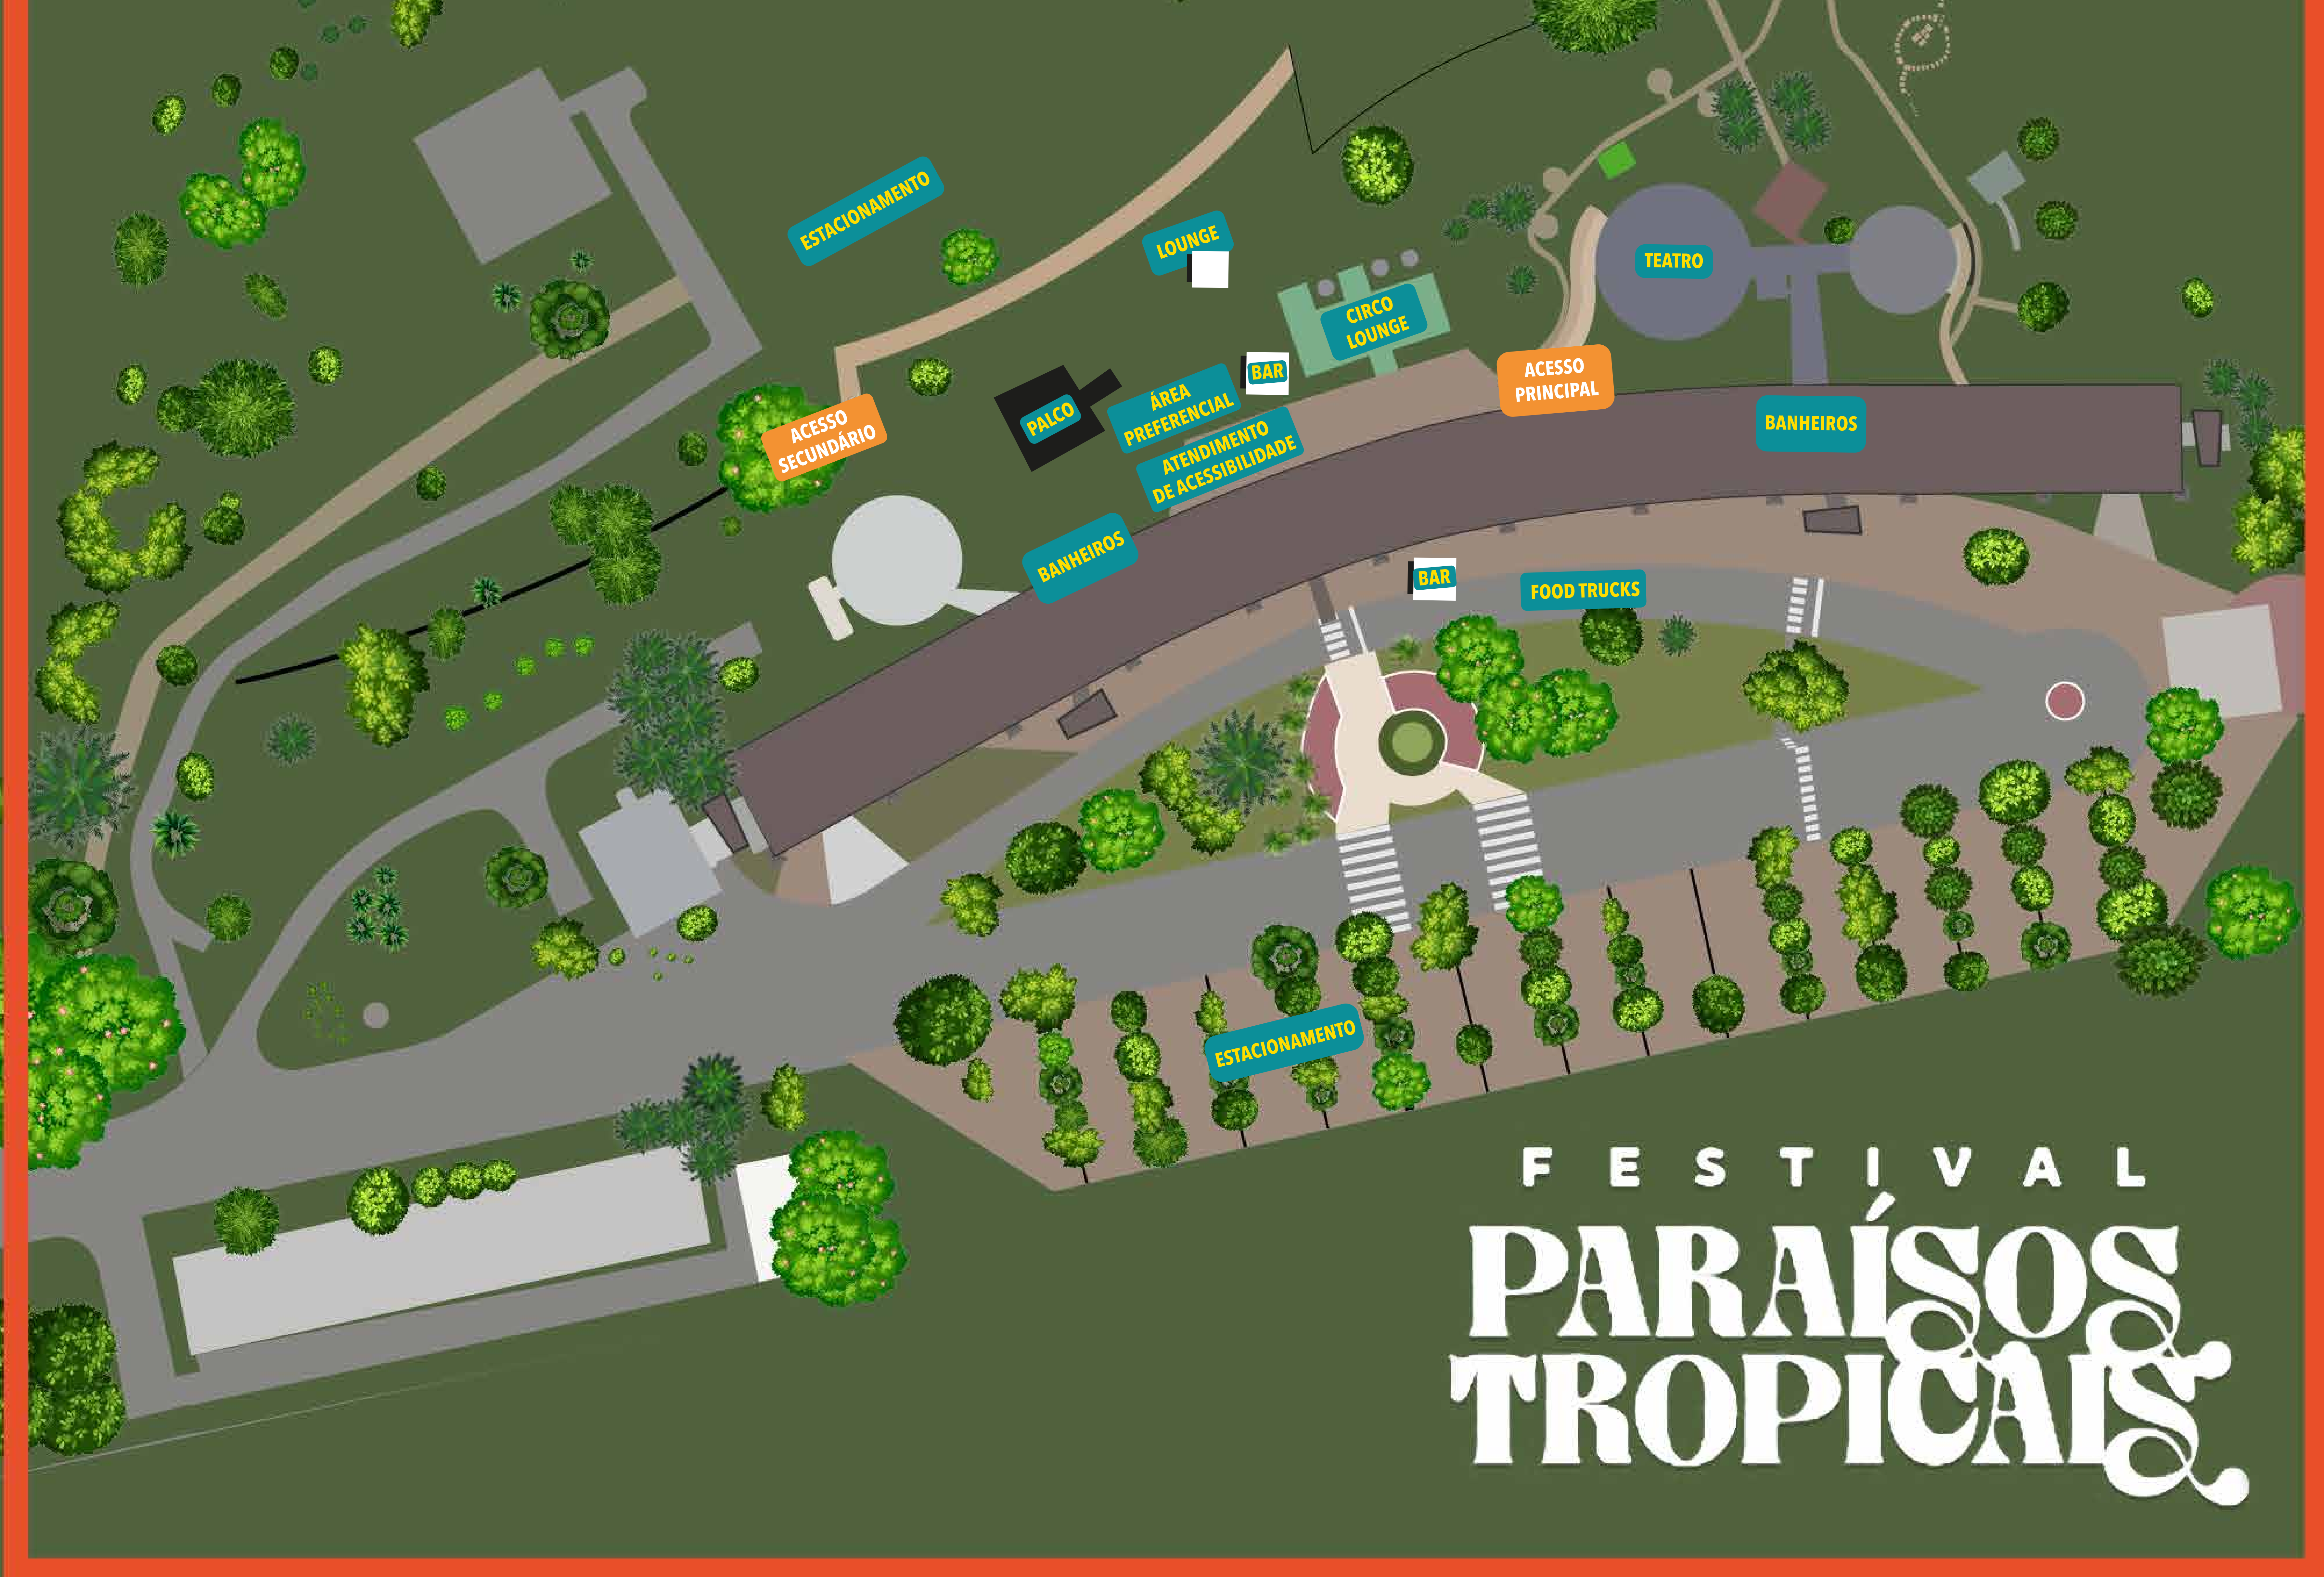 ESTACIONAMENTO
LOUNGE
TEATRO
CIRCO
LOUNGE
ACESSO
PRINCIPAL
BAR
ÁREA
PREFERENCIAL
PALCO
ACESSO
SECUNDÁRIO
ATENDIMENTO
DE ACESSIBILIDADE
BANHEIROS
BANHEIROS
BAR
FOOD TRUCKS
ESTACIONAMENTO
FESTIVAL
PARAÍSOS
TROPICAIS